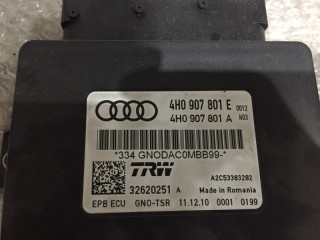 4H0 907 801 E 0012
4H0 907 801 A H03
*334 GNODAC0MBB99-*
TRW
A2C53383202
32620251 A Made in Romania
EPB ECU GNO-TSR 11.12.10 0001 0199